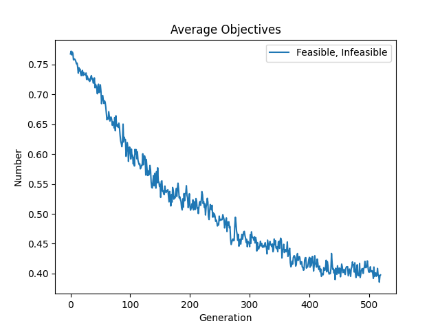 Average Objectives
Feasible, Infeasible
Number
0.75
0.70
0.65
0.60
0.55
0.50
0.45
0.40
0 100 200 300 400 500
Generation